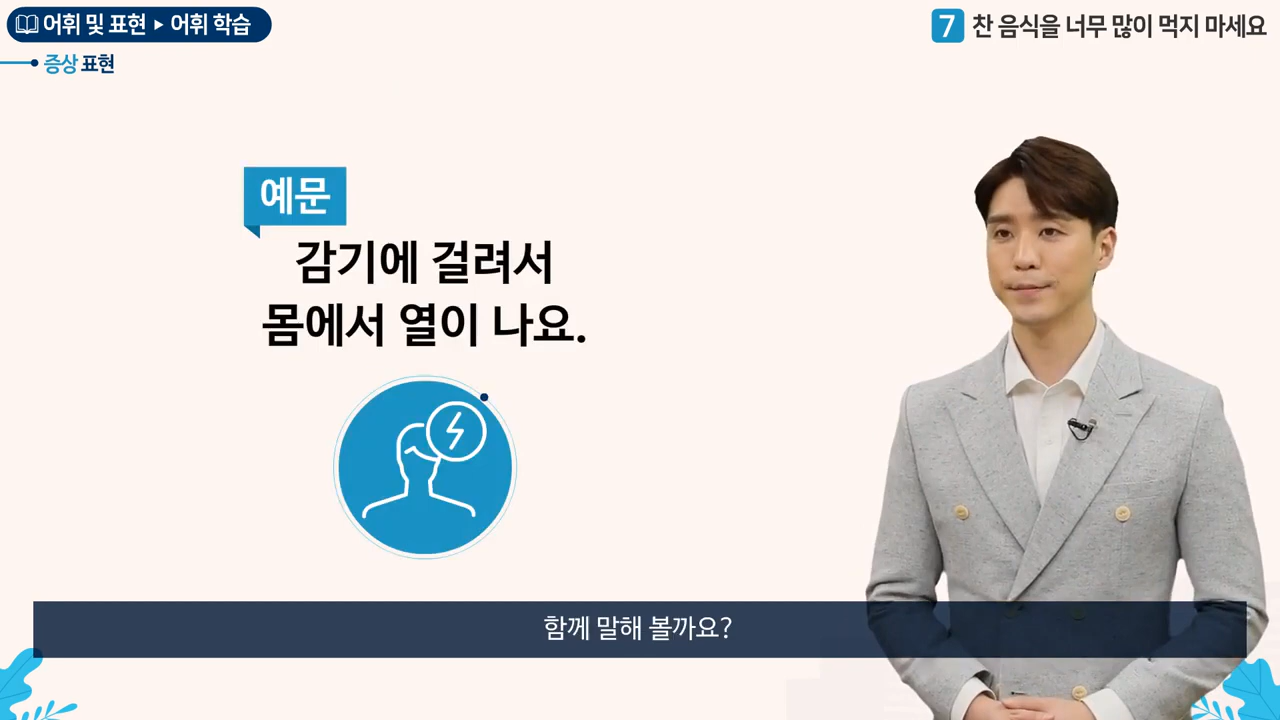 어휘 및 표현 ▶ 어휘 학습
7 찬 음식을 너무 많이 먹지 마세요
증상 표현
예문
감기에 걸려서
몸에서 열이 나요.
함께 말해 볼까요?